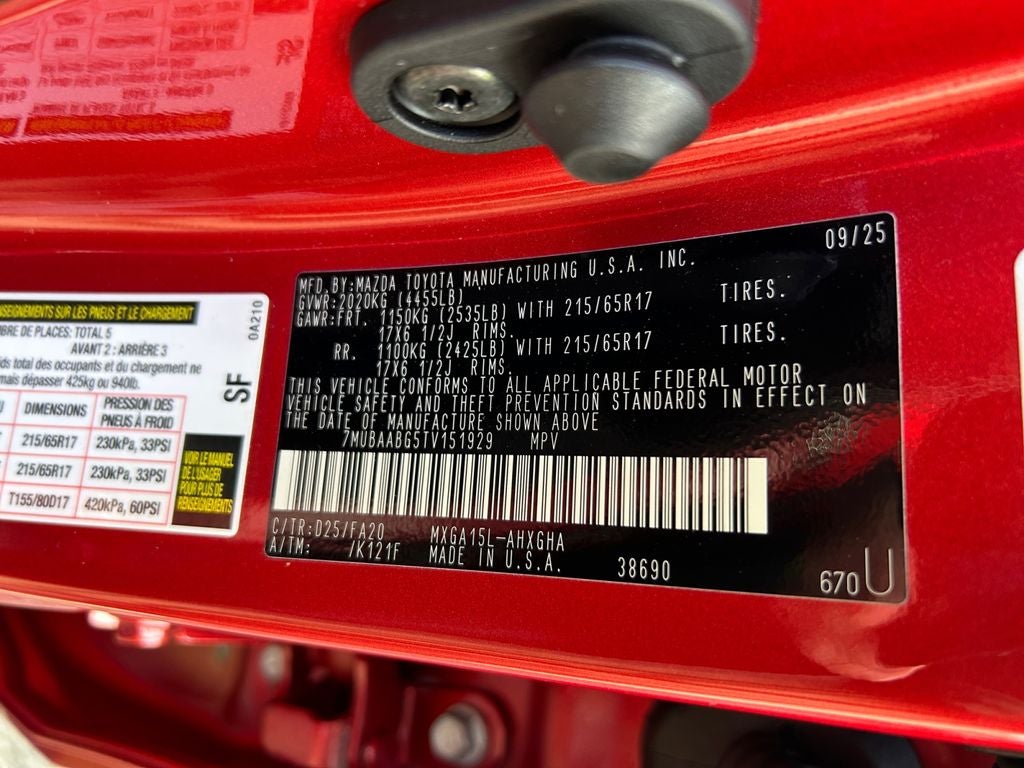 09/25
MFD.BY:MAZDA TOYOTA MANUFACTURING U.S.A. INC.
GVWR:2020KG (4455LB)
GAWR:FRT. 1150KG (2535LB) WITH 215/65R17 TIRES.
17X6 1/2J RIMS.
RR. 1100KG (2425LB) WITH 215/65R17 TIRES.
17X6 1/2J RIMS.
THIS VEHICLE CONFORMS TO ALL APPLICABLE FEDERAL MOTOR
VEHICLE SAFETY AND THEFT PREVENTION STANDARDS IN EFFECT ON
THE DATE OF MANUFACTURE SHOWN ABOVE
7MUBAABG5TV151929 MPV
C/TR:D25/FA20 MXGA15L-AHXGHA
A/TM: /K121F MADE IN U.S.A. 38690
670 U
NSEIGNEMENTS SUR LES PNEUS ET LE CHARGEMENT
BRE DE PLACES: TOTAL 5
AVANT 2 : ARRIÈRE 3
ids total des occupants et du chargement ne
mais dépasser 425kg ou 940lb.
0A210
SF
DIMENSIONS PRESSION DES
PNEUS À FROID
215/65R17 230kPa, 33PSI
215/65R17 230kPa, 33PSI
T155/80D17 420kPa, 60PSI
VOIR LE MANUEL
DE L'USAGER
POUR PLUS DE
RENSEIGNEMENTS